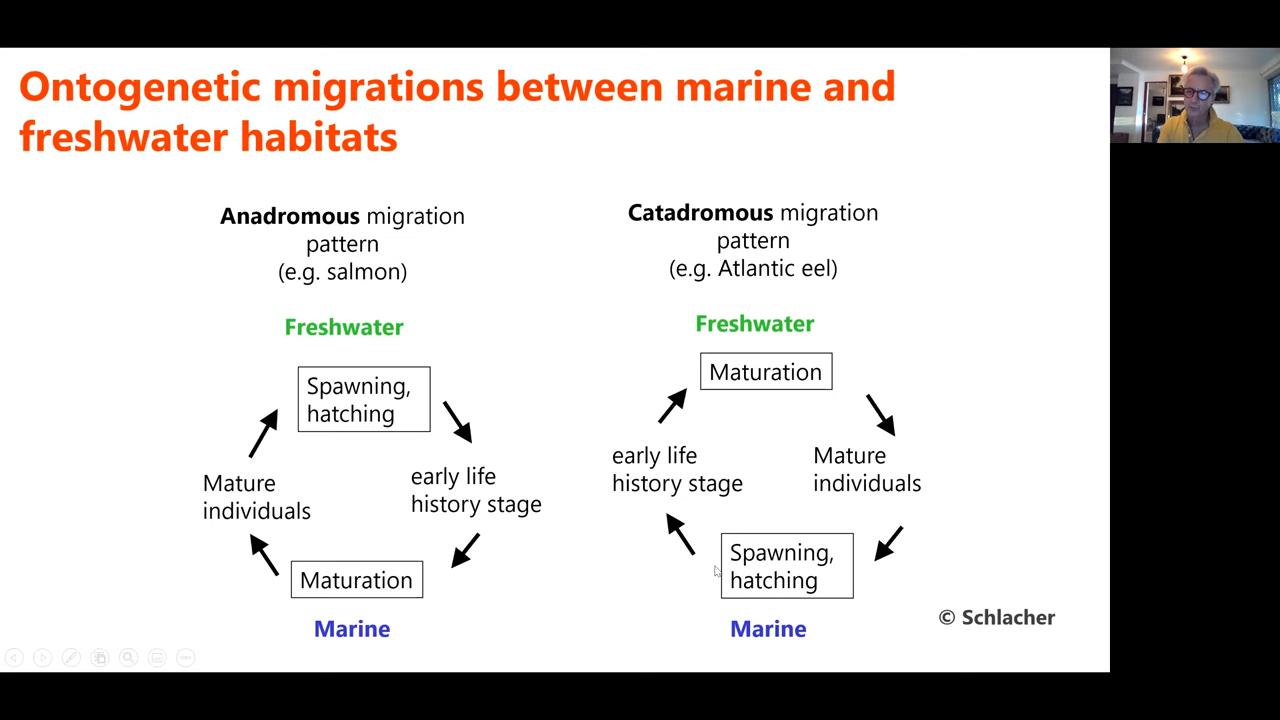 Ontogenetic migrations between marine and
freshwater habitats
Anadromous migration
pattern
(e.g. salmon)
Freshwater
Spawning,
hatching
Mature
individuals
early life
history stage
Maturation
Marine
Catadromous migration
pattern
(e.g. Atlantic eel)
Freshwater
Maturation
early life
history stage
Mature
individuals
Spawning,
hatching
Marine
© Schlacher